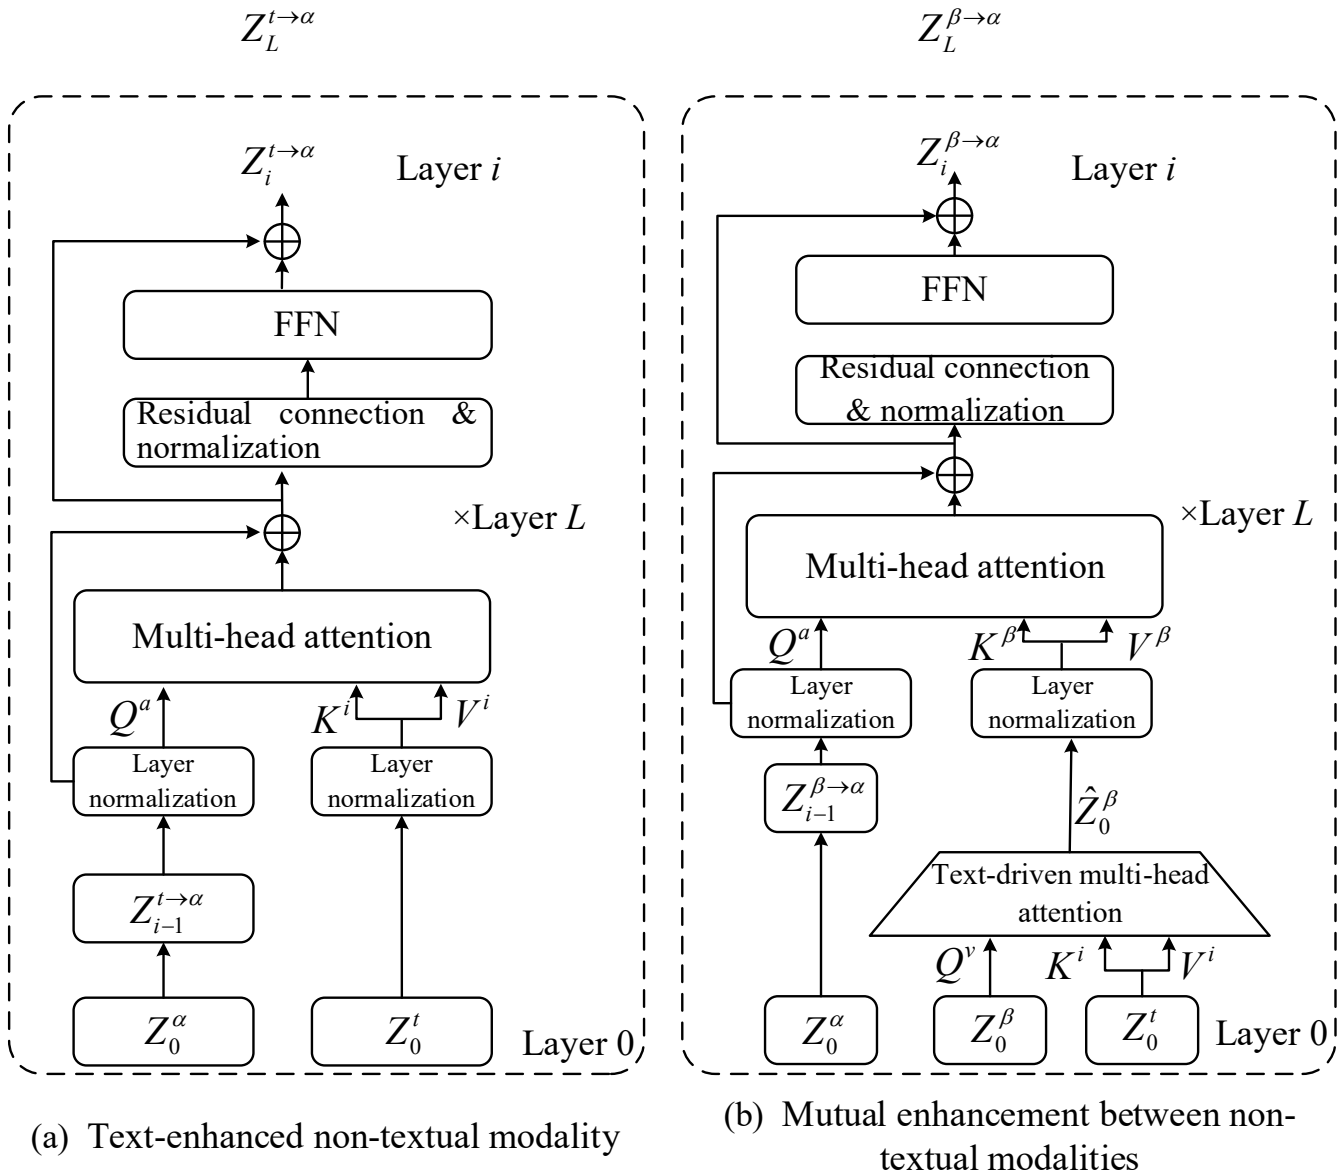 Z_L^{t→α}
Z_i^{t→α}
Layer i
FFN
Residual connection &
normalization
×Layer L
Multi-head attention
Q^a
K^i
V^i
Layer
normalization
Layer
normalization
Z_{i−1}^{t→α}
Z_0^α
Z_0^t
Layer 0
(a) Text-enhanced non-textual modality
Z_L^{β→α}
Z_i^{β→α}
Layer i
FFN
Residual connection
& normalization
×Layer L
Multi-head attention
Q^a
K^β
V^β
Layer
normalization
Layer
normalization
Z_{i−1}^{β→α}
Ẑ_0^β
Text-driven multi-head
attention
Q^v
K^i
V^i
Z_0^α
Z_0^β
Z_0^t
Layer 0
(b) Mutual enhancement between non-
textual modalities